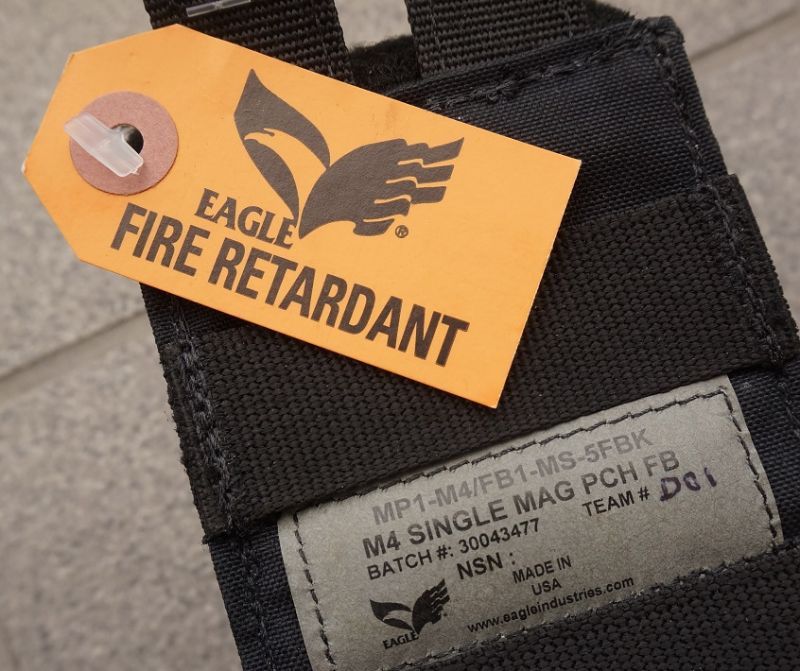 EAGLE ®
FIRE RETARDANT
MP1-M4/FB1-MS-5FBK
M4 SINGLE MAG PCH FB
BATCH #: 30043477 TEAM # D01
NSN :
MADE IN
USA
EAGLE
www.eagleindustries.com